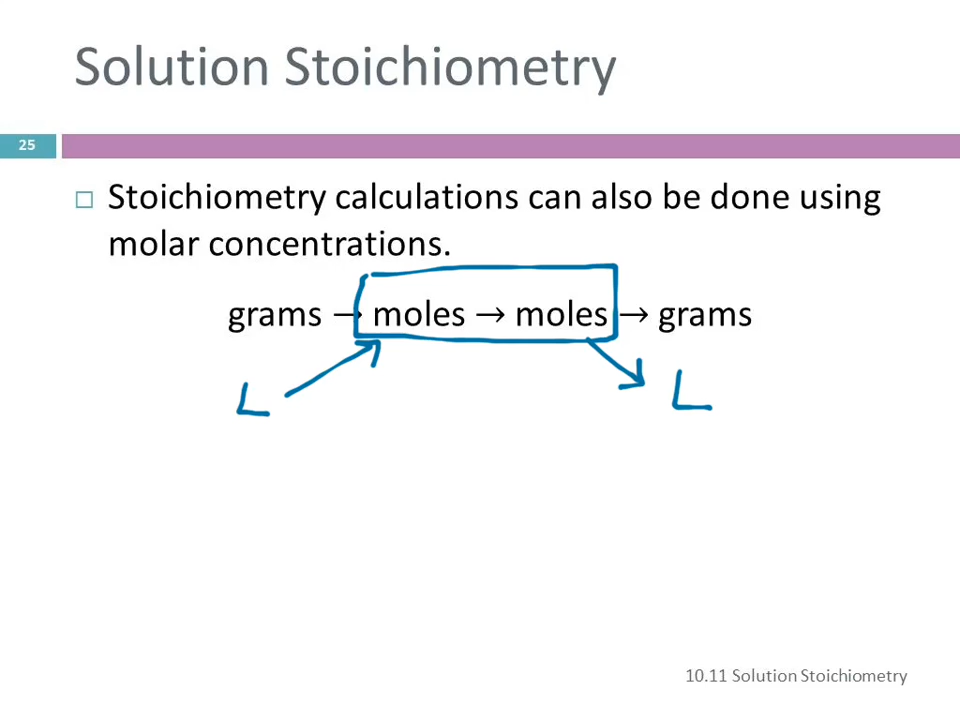 Solution Stoichiometry
25
□ Stoichiometry calculations can also be done using
molar concentrations.
grams → moles → moles → grams
L L
10.11 Solution Stoichiometry